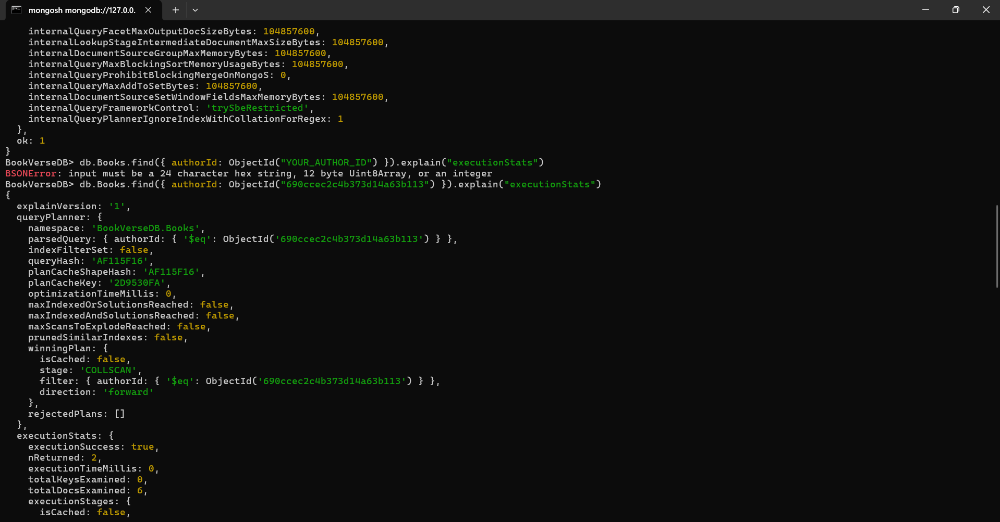 mongosh mongodb://127.0.0.
    internalQueryFacetMaxOutputDocSizeBytes: 104857600,
    internalLookupStageIntermediateDocumentMaxSizeBytes: 104857600,
    internalDocumentSourceGroupMaxMemoryBytes: 104857600,
    internalQueryMaxBlockingSortMemoryUsageBytes: 104857600,
    internalQueryProhibitBlockingMergeOnMongoS: 0,
    internalQueryMaxAddToSetBytes: 104857600,
    internalDocumentSourceSetWindowFieldsMaxMemoryBytes: 104857600,
    internalQueryFrameworkControl: 'trySbeRestricted',
    internalQueryPlannerIgnoreIndexWithCollationForRegex: 1
  },
  ok: 1
}
BookVerseDB> db.Books.find({ authorId: ObjectId("YOUR_AUTHOR_ID") }).explain("executionStats")
BSONError: input must be a 24 character hex string, 12 byte Uint8Array, or an integer
BookVerseDB> db.Books.find({ authorId: ObjectId("690ccec2c4b373d14a63b113") }).explain("executionStats")
{
  explainVersion: '1',
  queryPlanner: {
    namespace: 'BookVerseDB.Books',
    parsedQuery: { authorId: { '$eq': ObjectId('690ccec2c4b373d14a63b113') } },
    indexFilterSet: false,
    queryHash: 'AF115F16',
    planCacheShapeHash: 'AF115F16',
    planCacheKey: '2D9530FA',
    optimizationTimeMillis: 0,
    maxIndexedOrSolutionsReached: false,
    maxIndexedAndSolutionsReached: false,
    maxScansToExplodeReached: false,
    prunedSimilarIndexes: false,
    winningPlan: {
      isCached: false,
      stage: 'COLLSCAN',
      filter: { authorId: { '$eq': ObjectId('690ccec2c4b373d14a63b113') } },
      direction: 'forward'
    },
    rejectedPlans: []
  },
  executionStats: {
    executionSuccess: true,
    nReturned: 2,
    executionTimeMillis: 0,
    totalKeysExamined: 0,
    totalDocsExamined: 6,
    executionStages: {
      isCached: false,